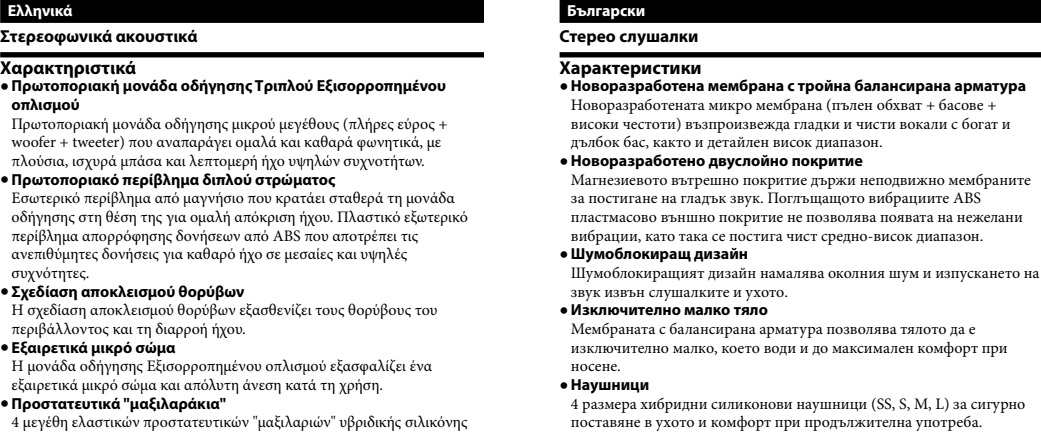 Ελληνικά
Στερεοφωνικά ακουστικά
Χαρακτηριστικά
● Πρωτοποριακή μονάδα οδήγησης Τριπλού Εξισορροπημένου
οπλισμού
Πρωτοποριακή μονάδα οδήγησης μικρού μεγέθους (πλήρες εύρος +
woofer + tweeter) που αναπαράγει ομαλά και καθαρά φωνητικά, με
πλούσια, ισχυρά μπάσα και λεπτομερή ήχο υψηλών συχνοτήτων.
● Πρωτοποριακό περίβλημα διπλού στρώματος
Εσωτερικό περίβλημα από μαγνήσιο που κρατάει σταθερά τη μονάδα
οδήγησης στη θέση της για ομαλή απόκριση ήχου. Πλαστικό εξωτερικό
περίβλημα απορρόφησης δονήσεων από ABS που αποτρέπει τις
ανεπιθύμητες δονήσεις για καθαρό ήχο σε μεσαίες και υψηλές
συχνότητες.
● Σχεδίαση αποκλεισμού θορύβων
Η σχεδίαση αποκλεισμού θορύβων εξασθενίζει τους θορύβους του
περιβάλλοντος και τη διαρροή ήχου.
● Εξαιρετικά μικρό σώμα
Η μονάδα οδήγησης Εξισορροπημένου οπλισμού εξασφαλίζει ένα
εξαιρετικά μικρό σώμα και απόλυτη άνεση κατά τη χρήση.
● Προστατευτικά "μαξιλαράκια"
4 μεγέθη ελαστικών προστατευτικών "μαξιλαριών" υβριδικής σιλικόνης
Български
Стерео слушалки
Характеристики
● Новоразработена мембрана с тройна балансирана арматура
Новоразработената микро мембрана (пълен обхват + басове +
високи честоти) възпроизвежда гладки и чисти вокали с богат и
дълбок бас, както и детайлен висок диапазон.
● Новоразработено двуслойно покритие
Магнезиевото вътрешно покритие държи неподвижно мембраните
за постигане на гладък звук. Поглъщащото вибрациите ABS
пластмасово външно покритие не позволява появата на нежелани
вибрации, като така се постига чист средно-висок диапазон.
● Шумоблокиращ дизайн
Шумоблокиращият дизайн намалява околния шум и изпускането на
звук извън слушалките и ухото.
● Изключително малко тяло
Мембраната с балансирана арматура позволява тялото да е
изключително малко, което води и до максимален комфорт при
носене.
● Наушници
4 размера хибридни силиконови наушници (SS, S, M, L) за сигурно
поставяне в ухото и комфорт при продължителна употреба.